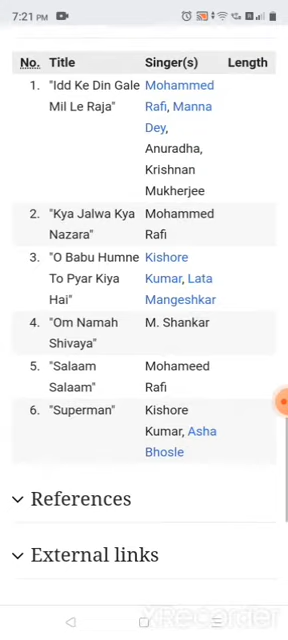 7:21 PM
No. Title Singer(s) Length
1. "Idd Ke Din Gale Mohammed
Mil Le Raja" Rafi, Manna
Dey,
Anuradha,
Krishnan
Mukherjee
2. "Kya Jalwa Kya Mohammed
Nazara" Rafi
3. "O Babu Humne Kishore
To Pyar Kiya Kumar, Lata
Hai" Mangeshkar
4. "Om Namah M. Shankar
Shivaya"
5. "Salaam Mohameed
Salaam" Rafi
6. "Superman" Kishore
Kumar, Asha
Bhosle
References
External links
XRecorder